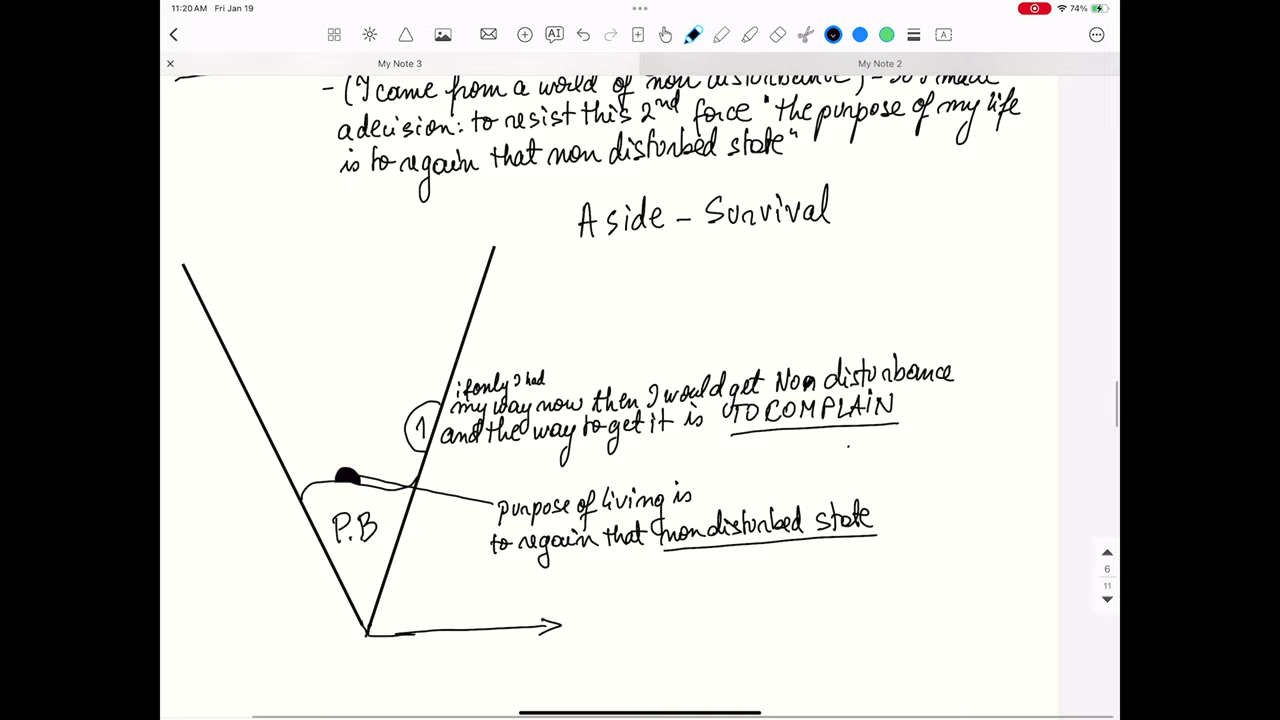 11:20 AM Fri Jan 19
74%
My Note 3
My Note 2
- (I came from a world of non disturbance) - so I made
a decision: to resist this 2nd force "the purpose of my life
is to regain that non disturbed state"
Aside - Survival
if only I had
my way now then I would get Non disturbance
and the way to get it is TO COMPLAIN
1
purpose of living is
to regain that nondisturbed state
P.B
6
11